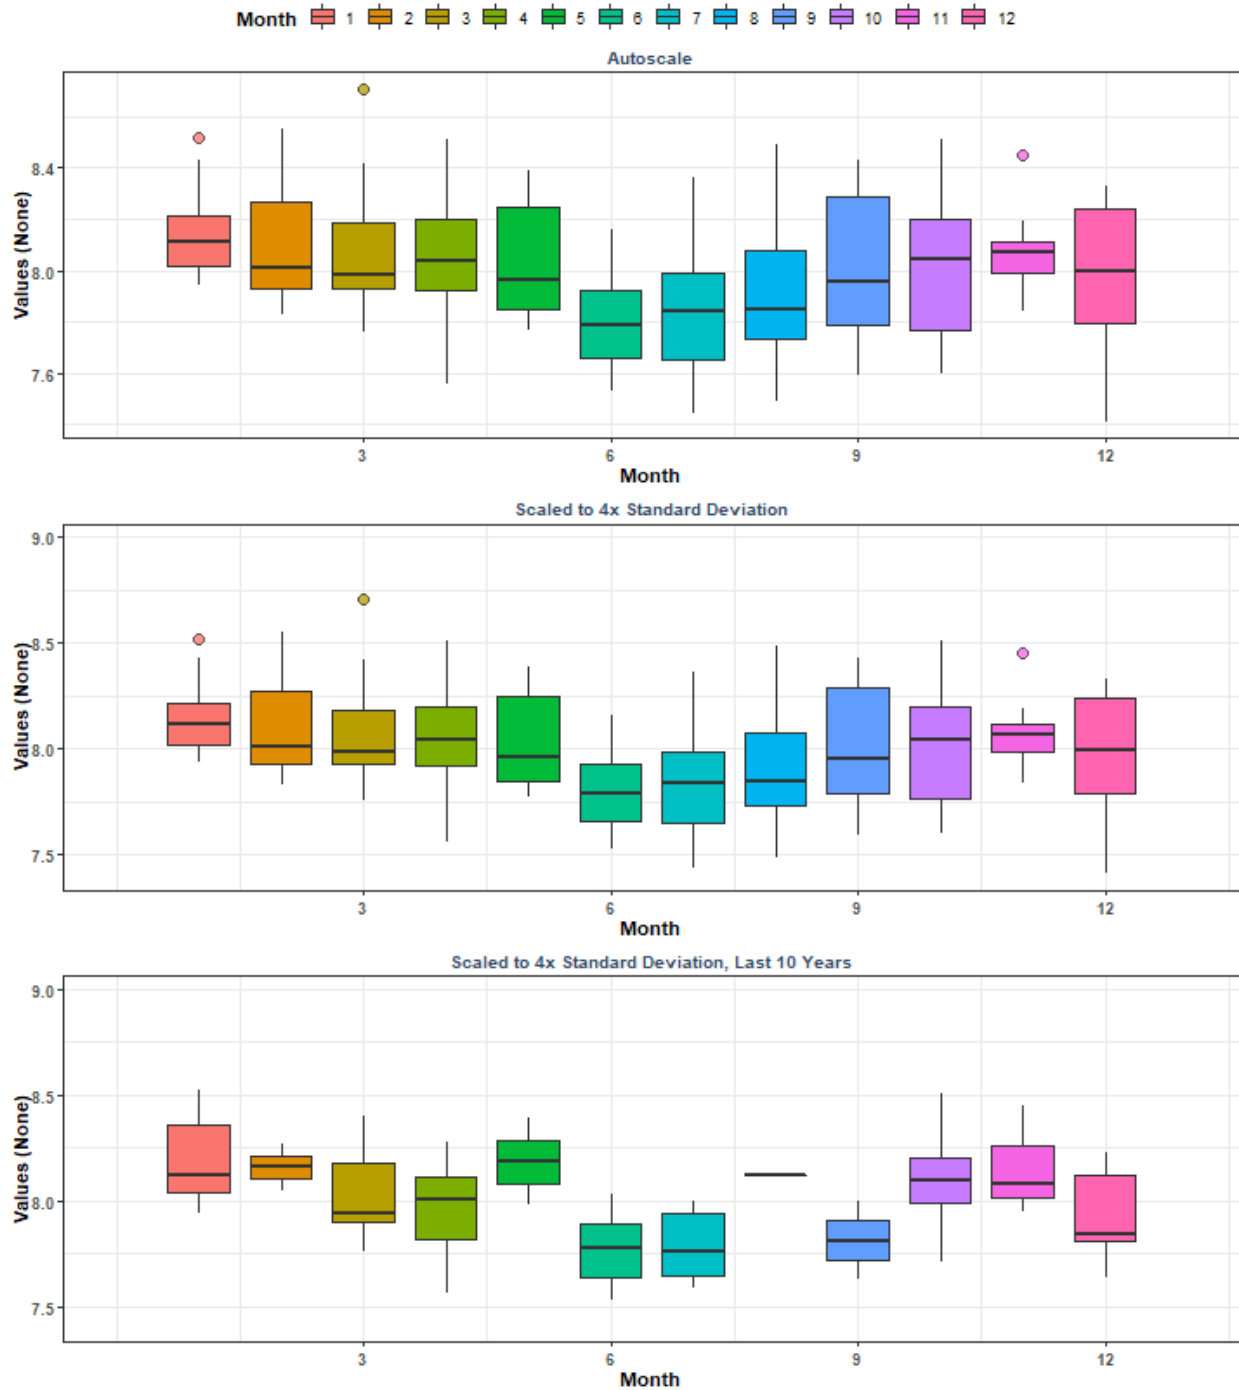 Month 1 2 3 4 5 6 7 8 9 10 11 12
Autoscale
Values (None)
8.4
8.0
7.6
3 6 9 12
Month
Scaled to 4x Standard Deviation
Values (None)
9.0
8.5
8.0
7.5
3 6 9 12
Month
Scaled to 4x Standard Deviation, Last 10 Years
Values (None)
9.0
8.5
8.0
7.5
3 6 9 12
Month